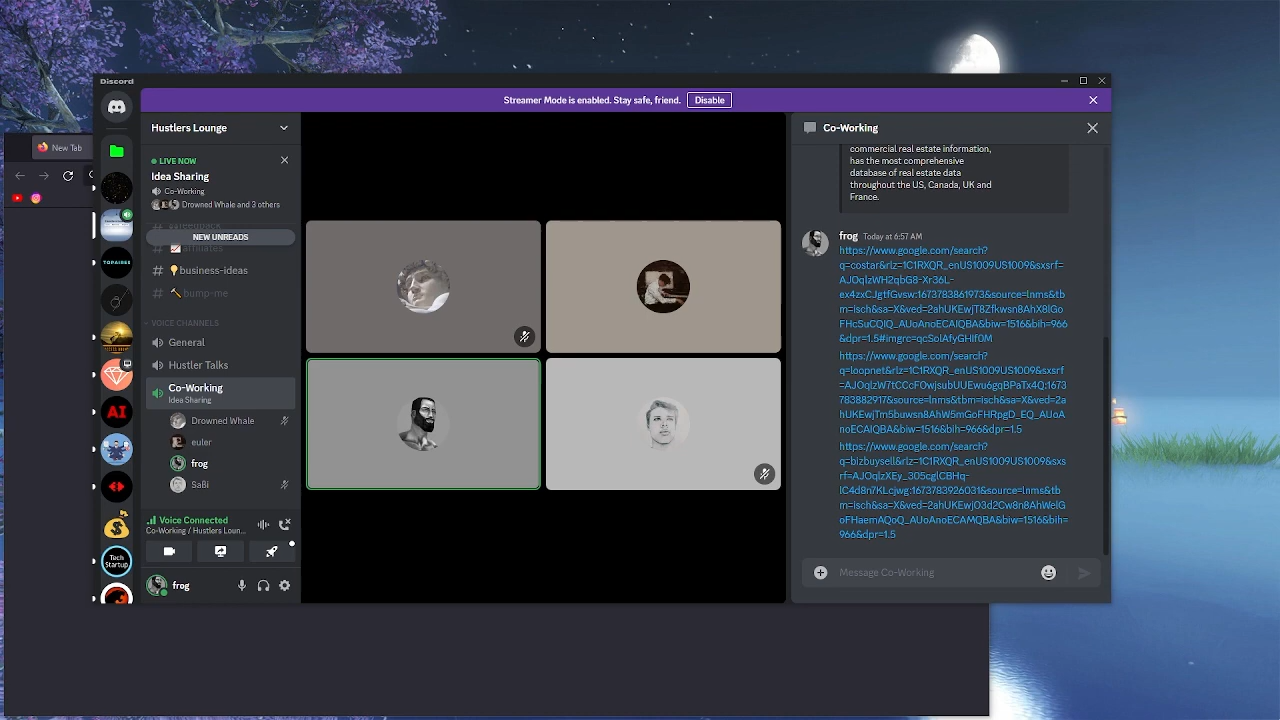 Discord
Streamer Mode is enabled. Stay safe, friend.
Disable
New Tab
Hustlers Lounge
LIVE NOW
Idea Sharing
Co-Working
Drowned Whale and 3 others
NEW UNREADS
affiliates
business-ideas
bump-me
VOICE CHANNELS
General
Hustler Talks
Co-Working
Idea Sharing
Drowned Whale
euler
frog
SaBi
Voice Connected
Co-Working / Hustlers Loun...
frog
TOPAIRES
AI
Tech
Startup
Co-Working
commercial real estate information,
has the most comprehensive
database of real estate data
throughout the US, Canada, UK and
France.
frog Today at 6:57 AM
https://www.google.com/search?
q=costar&rlz=1C1RXQR_enUS1009US1009&sxsrf=
AJOqlzWH2qbG8-Xr36L-
ex4zxCJgtfGvsw:1673783861973&source=lnms&tb
m=isch&sa=X&ved=2ahUKEwjT8Zfkwsn8AhX8lGo
FHcSuCQIQ_AUoAnoECAIQBA&biw=1516&bih=966
&dpr=1.5#imgrc=qcSolAfyGHIf0M
https://www.google.com/search?
q=loopnet&rlz=1C1RXQR_enUS1009US1009&sxsrf
=AJOqlzW7tCCcFOwjsubUUEwu6gqBPaTx4Q:1673
783882917&source=lnms&tbm=isch&sa=X&ved=2a
hUKEwjTm5buwsn8AhW5mGoFHRpgD_EQ_AUoA
noECAIQBA&biw=1516&bih=966&dpr=1.5
https://www.google.com/search?
q=bizbuysell&rlz=1C1RXQR_enUS1009US1009&sxs
rf=AJOqlzXEy_305cglCBHq-
lC4d8n7KLcjwg:1673783926031&source=lnms&tb
m=isch&sa=X&ved=2ahUKEwjO3d2Cw8n8AhWelG
oFHaemAQoQ_AUoAnoECAMQBA&biw=1516&bih=
966&dpr=1.5
Message Co-Working